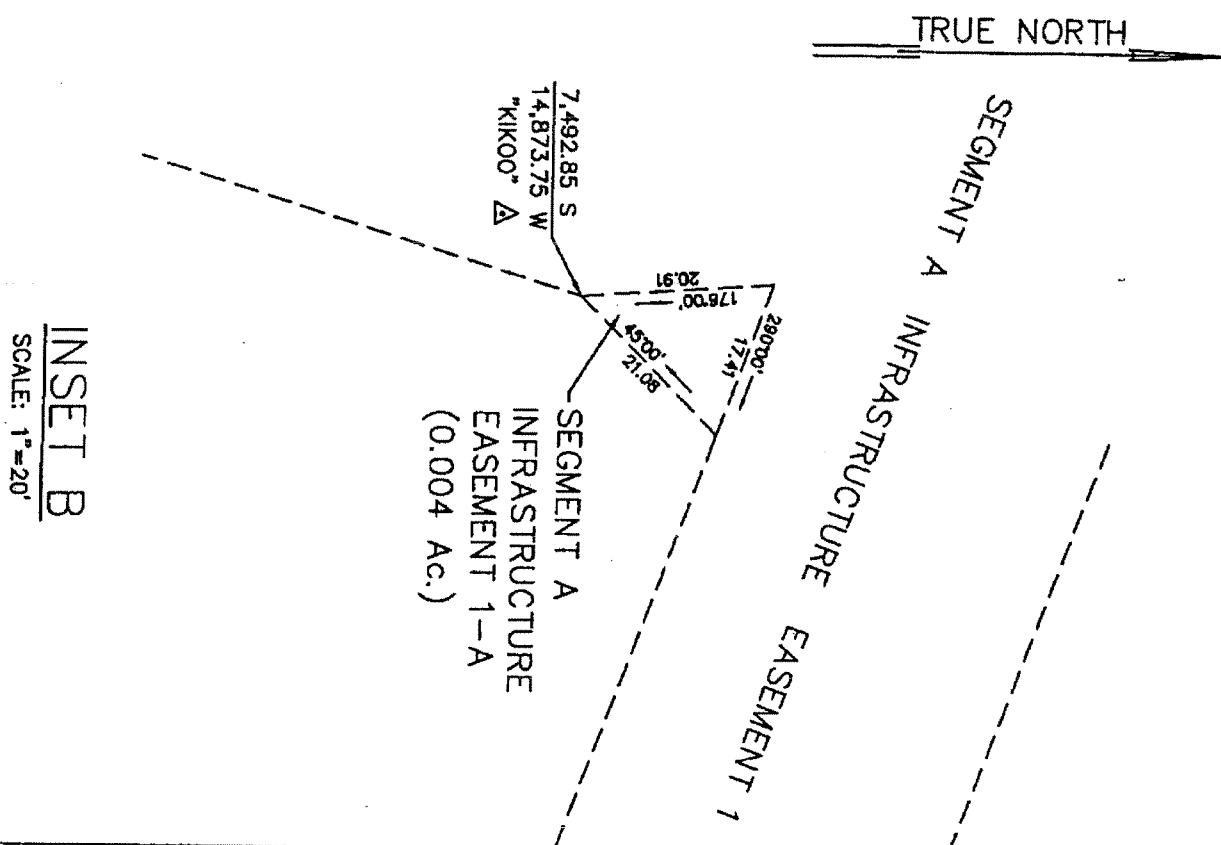 TRUE NORTH
SEGMENT A INFRASTRUCTURE EASEMENT 1
7,492.85 S
14,873.75 W
"KIKOO"
178°00'
20.91
290°00'
17.41
45°00'
21.08
SEGMENT A
INFRASTRUCTURE
EASEMENT 1-A
(0.004 Ac.)
INSET B
SCALE: 1"=20'